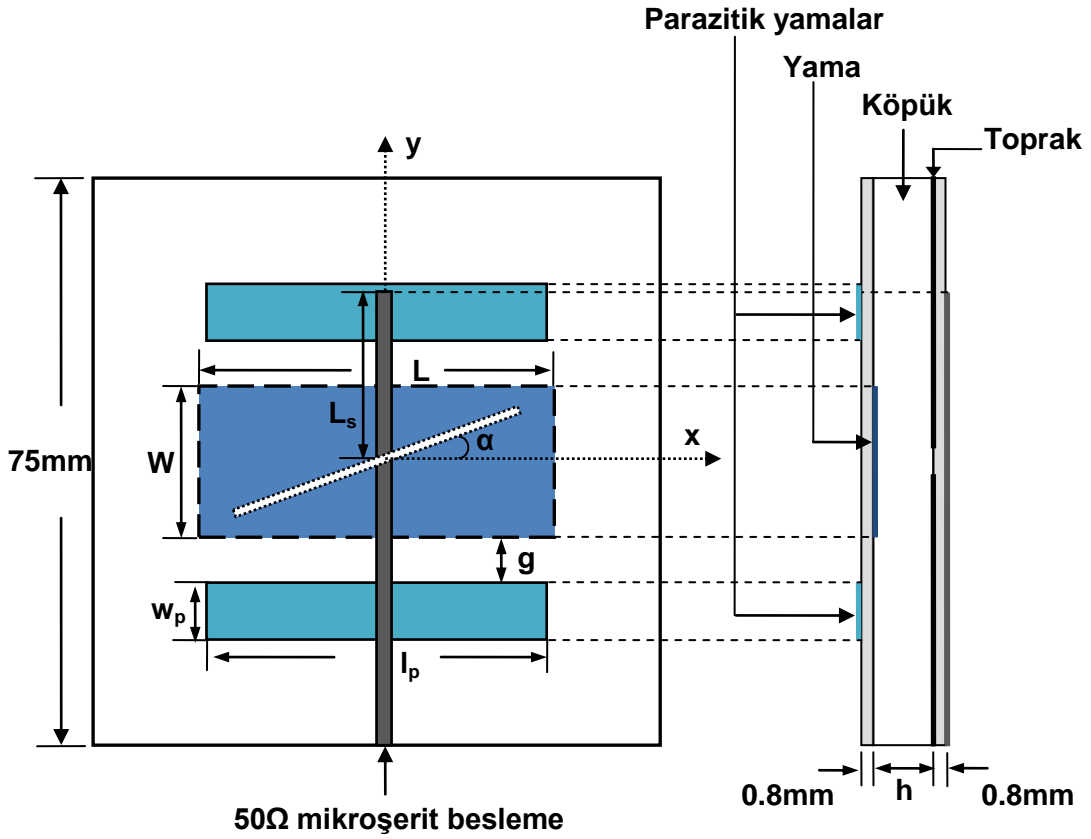 Parazitik yamalar
Yama
Köpük
Toprak
y
L
Ls
α
x
75mm
W
g
wp
lp
0.8mm
h
0.8mm
50Ω mikroşerit besleme